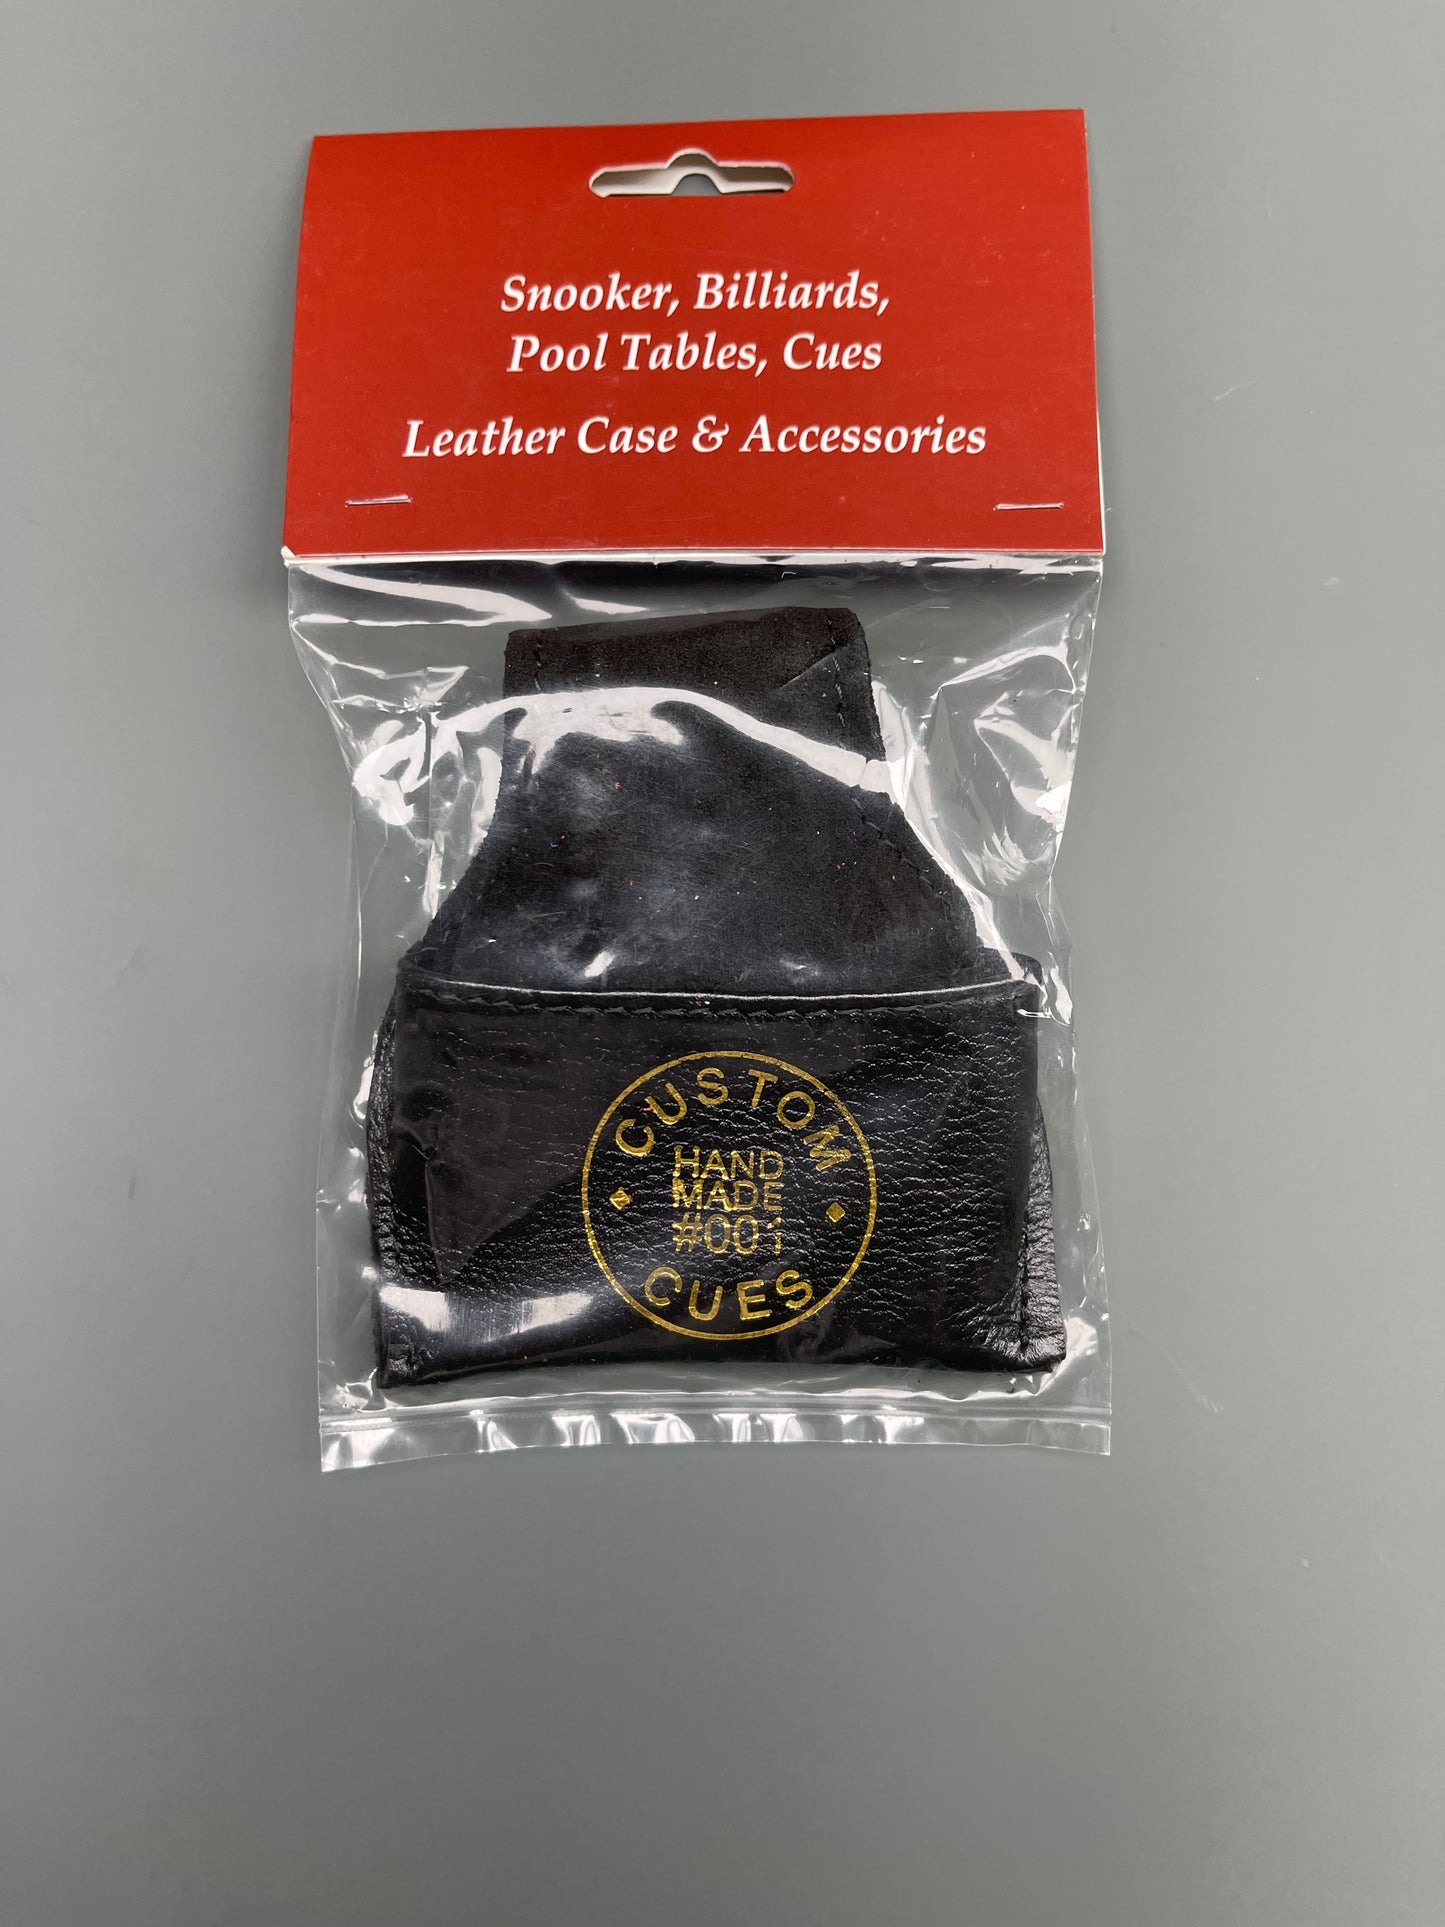 Snooker, Billiards,
Pool Tables, Cues
Leather Case & Accessories
CUSTOM
HAND
MADE
#001
CUES